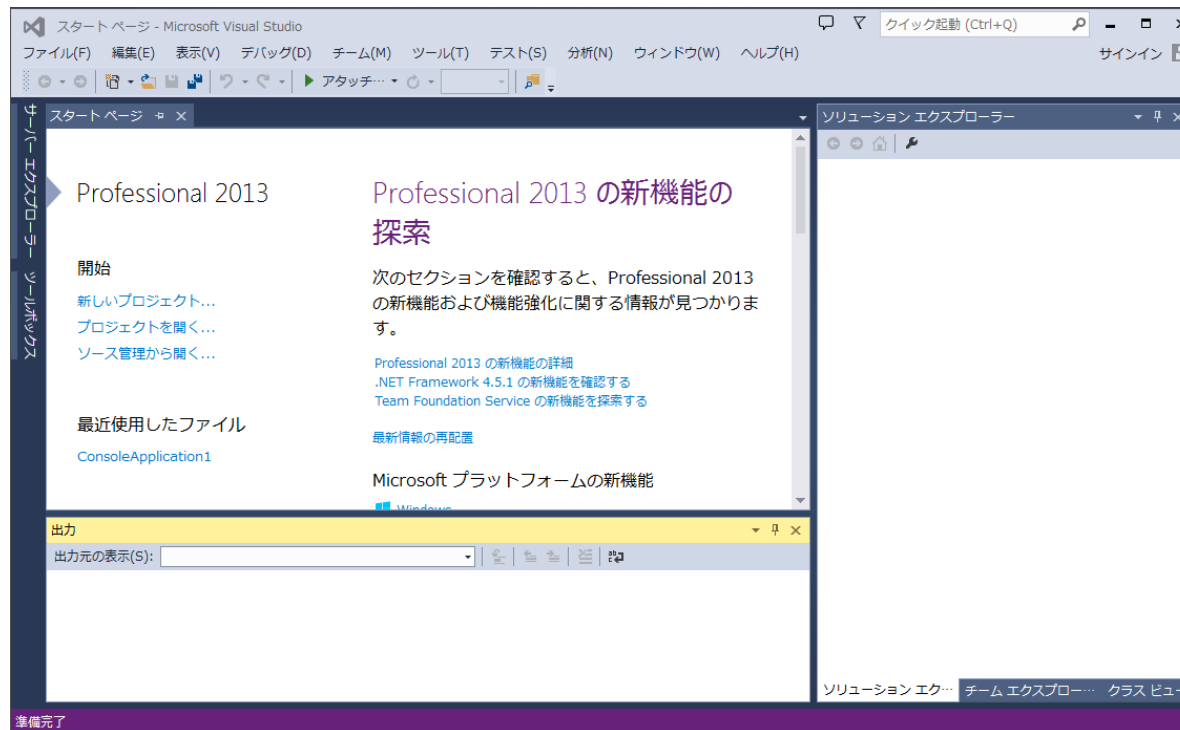 スタート ページ - Microsoft Visual Studio
クイック起動 (Ctrl+Q)
ファイル(F) 編集(E) 表示(V) デバッグ(D) チーム(M) ツール(T) テスト(S) 分析(N) ウィンドウ(W) ヘルプ(H)
サインイン
アタッチ…
サーバー エクスプローラー
ツールボックス
スタート ページ
Professional 2013
開始
新しいプロジェクト...
プロジェクトを開く...
ソース管理から開く...
最近使用したファイル
ConsoleApplication1
Professional 2013 の新機能の
探索
次のセクションを確認すると、Professional 2013
の新機能および機能強化に関する情報が見つかりま
す。
Professional 2013 の新機能の詳細
.NET Framework 4.5.1 の新機能を確認する
Team Foundation Service の新機能を探索する
最新情報の再配置
Microsoft プラットフォームの新機能
Windows
出力
出力元の表示(S):
ソリューション エクスプローラー
ソリューション エク… チーム エクスプロー… クラス ビュー
準備完了